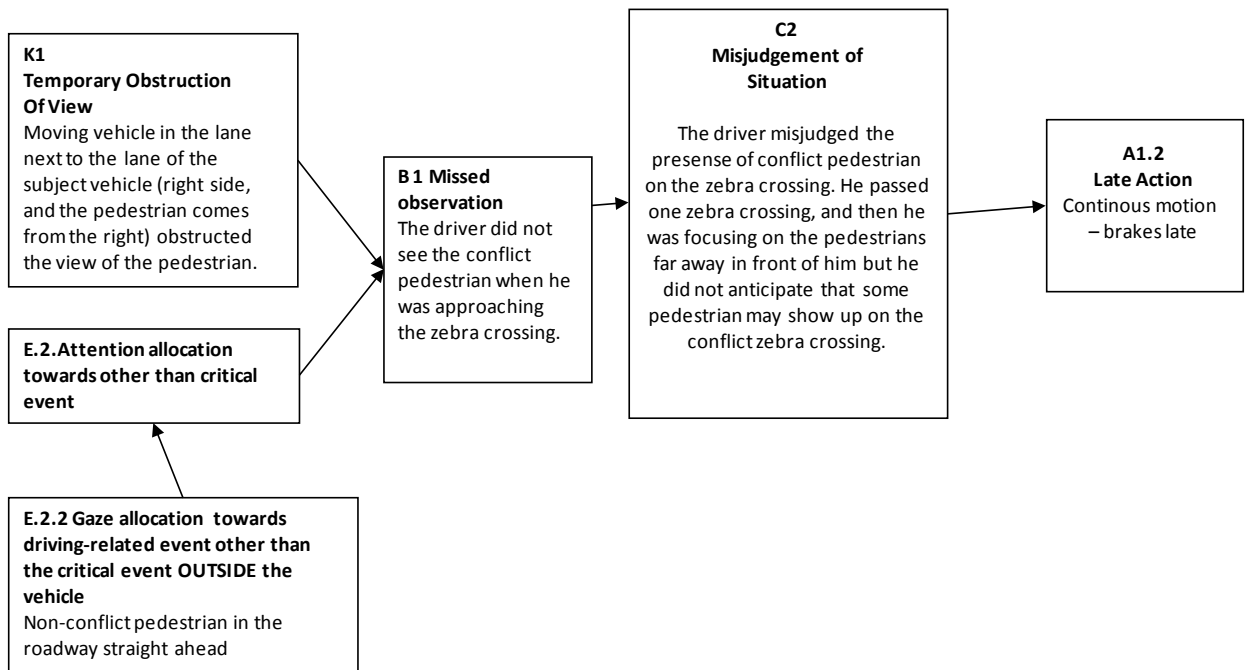 K1
Temporary Obstruction
Of View
Moving vehicle in the lane
next to the lane of the
subject vehicle (right side,
and the pedestrian comes
from the right) obstructed
the view of the pedestrian.
E.2.Attention allocation
towards other than critical
event
E.2.2 Gaze allocation towards
driving-related event other than
the critical event OUTSIDE the
vehicle
Non-conflict pedestrian in the
roadway straight ahead
B1 Missed
observation
The driver did not
see the conflict
pedestrian when he
was approaching
the zebra crossing.
C2
Misjudgement of
Situation
The driver misjudged the
presense of conflict pedestrian
on the zebra crossing. He passed
one zebra crossing, and then he
was focusing on the pedestrians
far away in front of him but he
did not anticipate that some
pedestrian may show up on the
conflict zebra crossing.
A1.2
Late Action
Continous motion
– brakes late